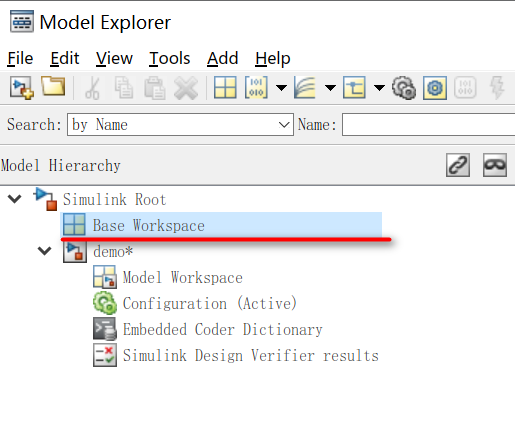 Model Explorer
File Edit View Tools Add Help
Search: by Name Name:
Model Hierarchy
Simulink Root
Base Workspace
demo*
Model Workspace
Configuration (Active)
Embedded Coder Dictionary
Simulink Design Verifier results